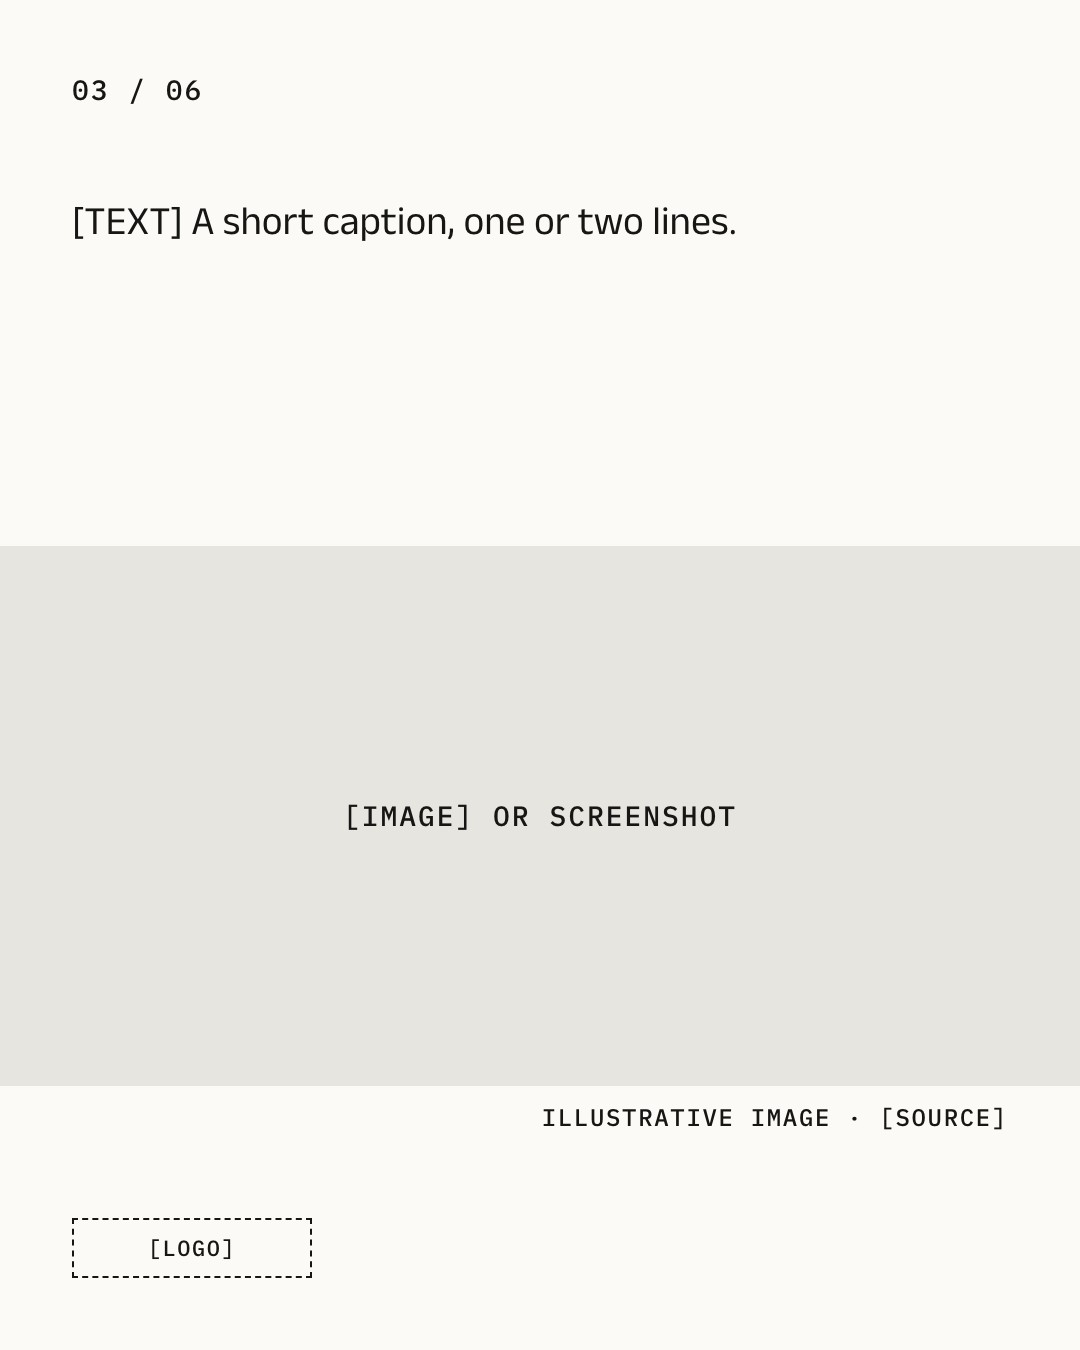 03 / 06
[TEXT] A short caption, one or two lines.
[IMAGE] OR SCREENSHOT
ILLUSTRATIVE IMAGE · [SOURCE]
[LOGO]